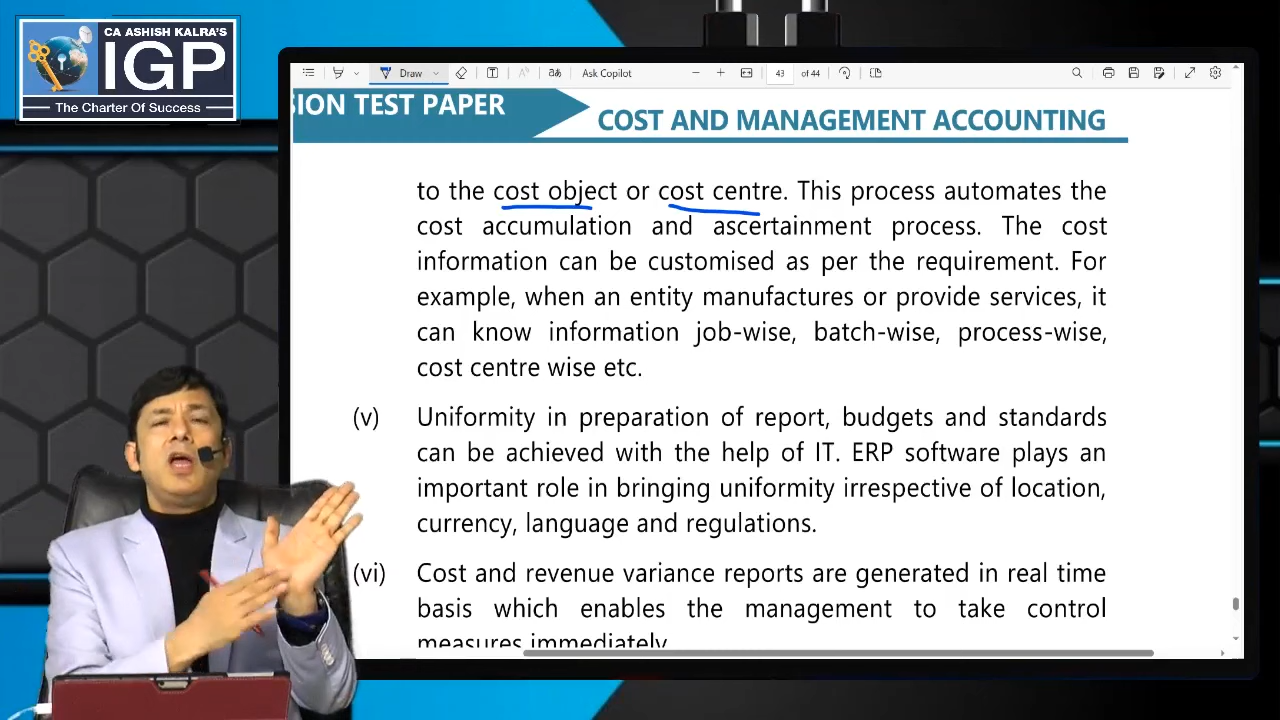 CA ASHISH KALRA'S
IGP
The Charter Of Success
Draw
aあ
Ask Copilot
43 of 44
SION TEST PAPER
COST AND MANAGEMENT ACCOUNTING
to the cost object or cost centre. This process automates the
cost accumulation and ascertainment process. The cost
information can be customised as per the requirement. For
example, when an entity manufactures or provide services, it
can know information job-wise, batch-wise, process-wise,
cost centre wise etc.
(v) Uniformity in preparation of report, budgets and standards
can be achieved with the help of IT. ERP software plays an
important role in bringing uniformity irrespective of location,
currency, language and regulations.
(vi) Cost and revenue variance reports are generated in real time
basis which enables the management to take control
measures immediately